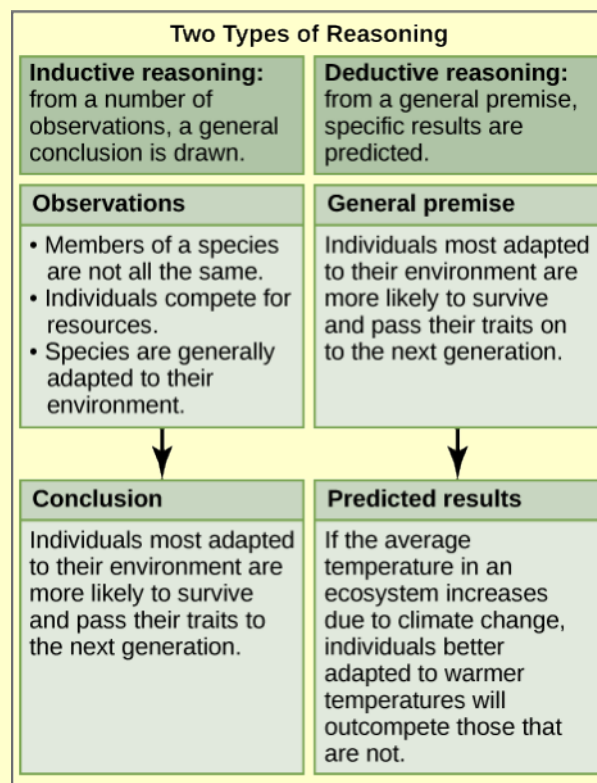 Two Types of Reasoning
Inductive reasoning:
from a number of
observations, a general
conclusion is drawn.
Deductive reasoning:
from a general premise,
specific results are
predicted.
Observations
• Members of a species
are not all the same.
• Individuals compete for
resources.
• Species are generally
adapted to their
environment.
General premise
Individuals most adapted
to their environment are
more likely to survive
and pass their traits on
to the next generation.
Conclusion
Individuals most adapted
to their environment are
more likely to survive
and pass their traits to
the next generation.
Predicted results
If the average
temperature in an
ecosystem increases
due to climate change,
individuals better
adapted to warmer
temperatures will
outcompete those that
are not.